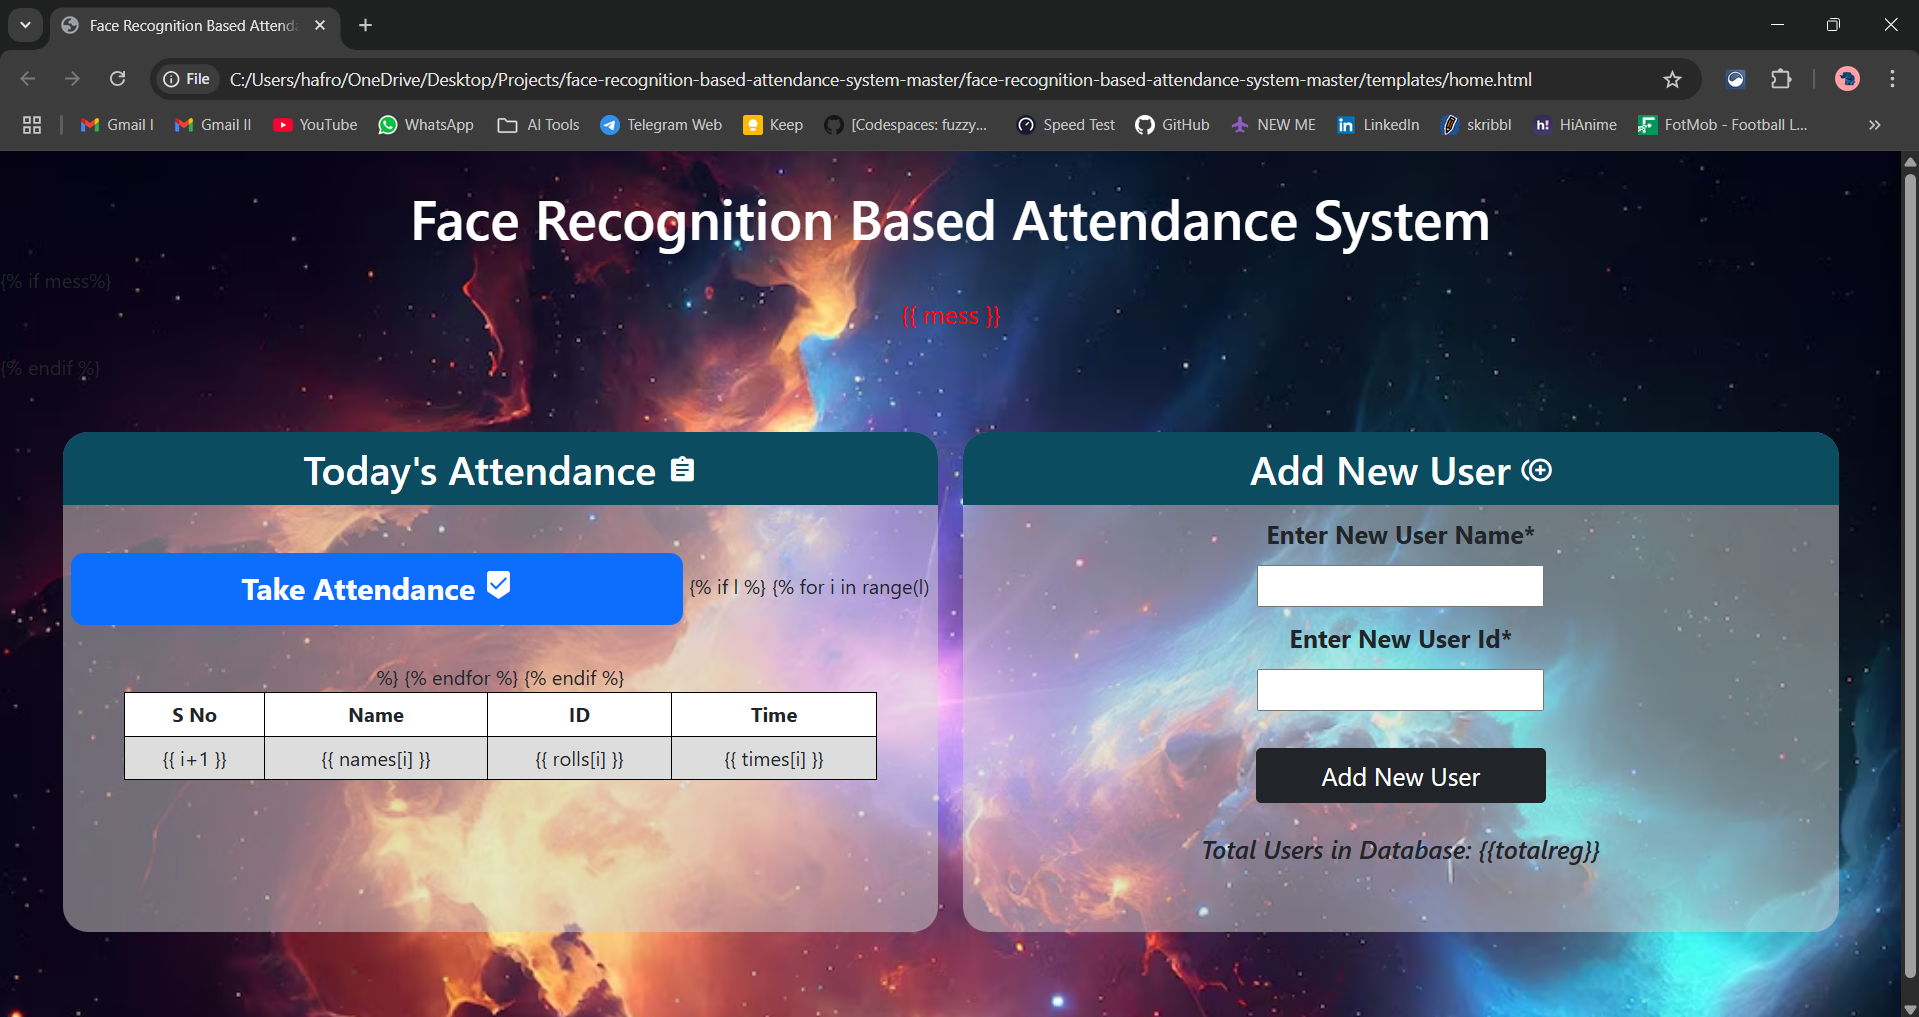 Face Recognition Based Attenda
File C:/Users/hafro/OneDrive/Desktop/Projects/face-recognition-based-attendance-system-master/face-recognition-based-attendance-system-master/templates/home.html
Gmail I Gmail II YouTube WhatsApp AI Tools Telegram Web Keep [Codespaces: fuzzy... Speed Test GitHub NEW ME LinkedIn skribbl h! HiAnime FotMob - Football L...
Face Recognition Based Attendance System
{% if mess%}
{{ mess }}
{% endif %}
Today's Attendance
Take Attendance {% if l %} {% for i in range(l)
%} {% endfor %} {% endif %}
S No Name ID Time
{{ i+1 }} {{ names[i] }} {{ rolls[i] }} {{ times[i] }}
Add New User
Enter New User Name*
Enter New User Id*
Add New User
Total Users in Database: {{totalreg}}